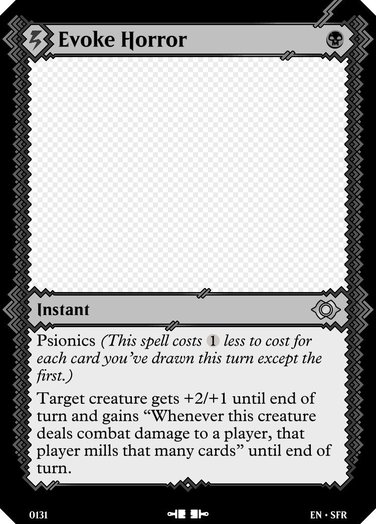 Evoke Horror
Instant
Psionics (This spell costs 1 less to cost for
each card you've drawn this turn except the
first.)
Target creature gets +2/+1 until end of
turn and gains “Whenever this creature
deals combat damage to a player, that
player mills that many cards” until end of
turn.
0131
EN • SFR